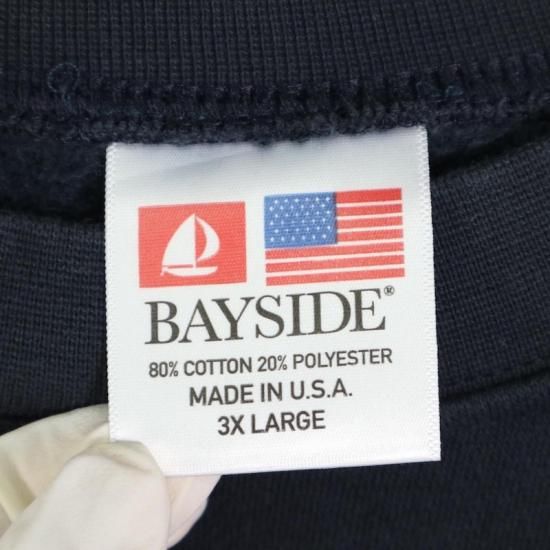 BAYSIDE®
80% COTTON 20% POLYESTER
MADE IN U.S.A.
3X LARGE